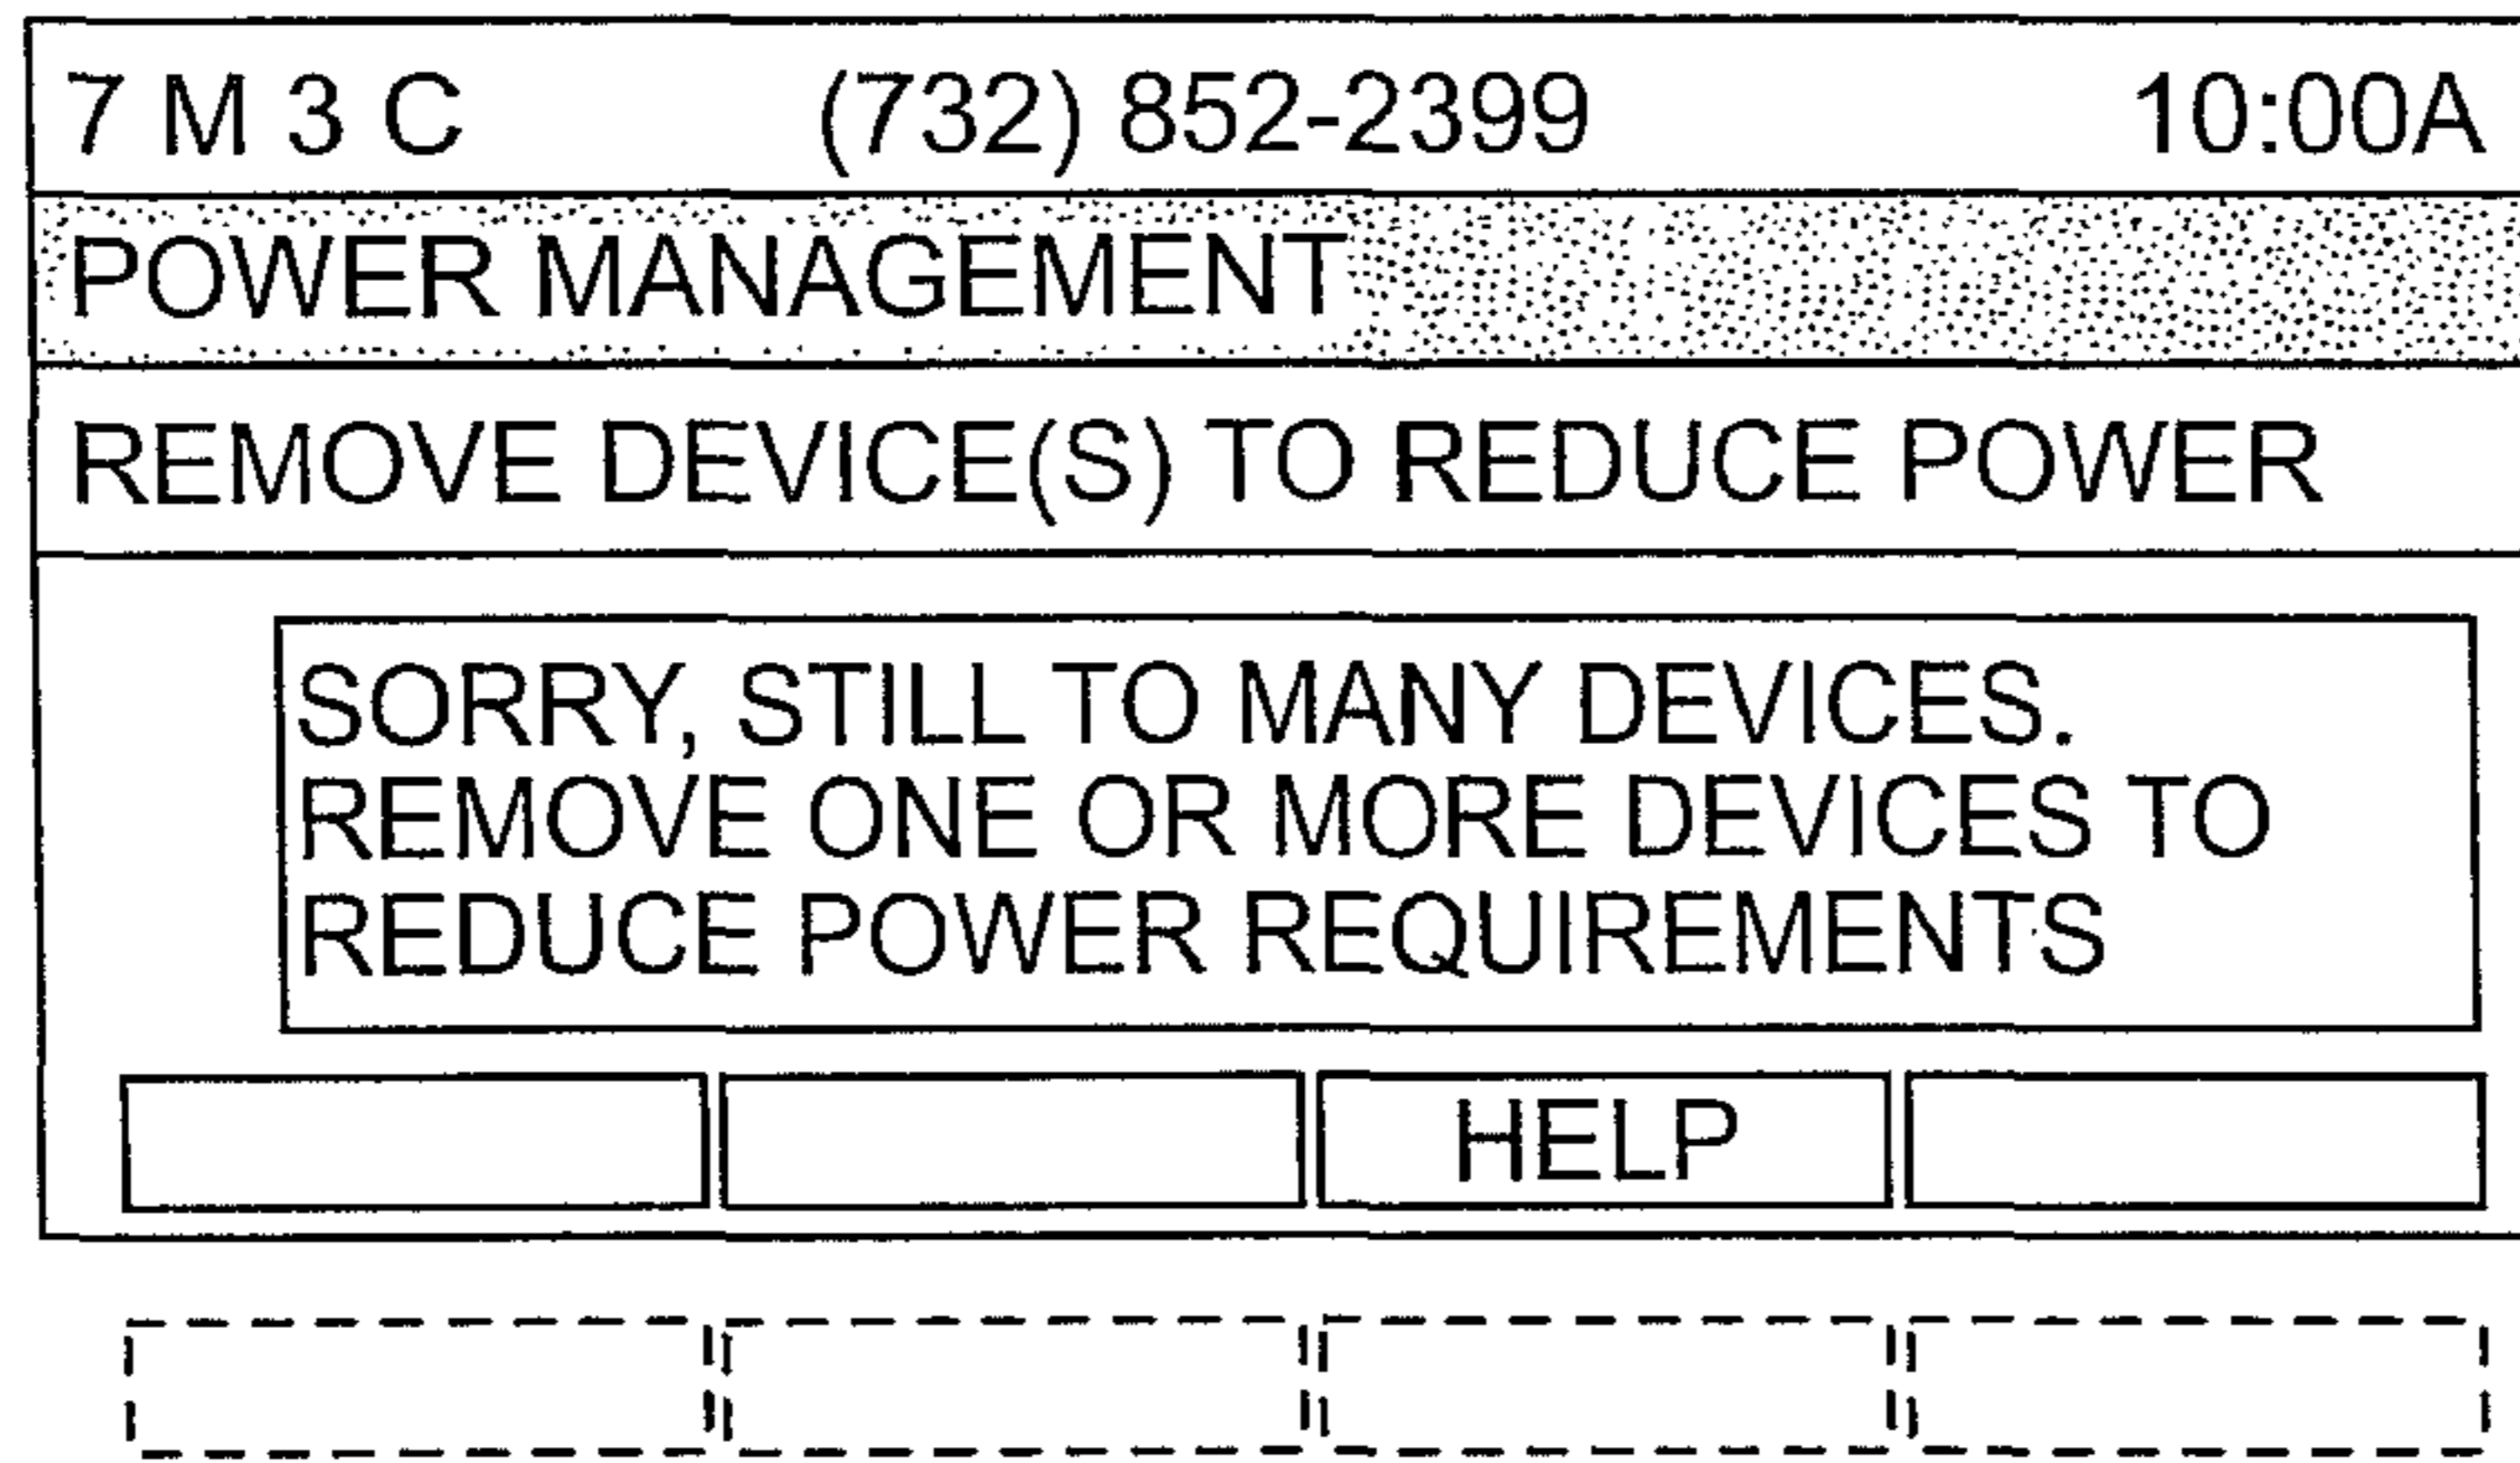 7 M 3 C (732) 852-2399 10:00A
POWER MANAGEMENT
REMOVE DEVICE(S) TO REDUCE POWER
SORRY, STILL TO MANY DEVICES.
REMOVE ONE OR MORE DEVICES TO
REDUCE POWER REQUIREMENTS
HELP